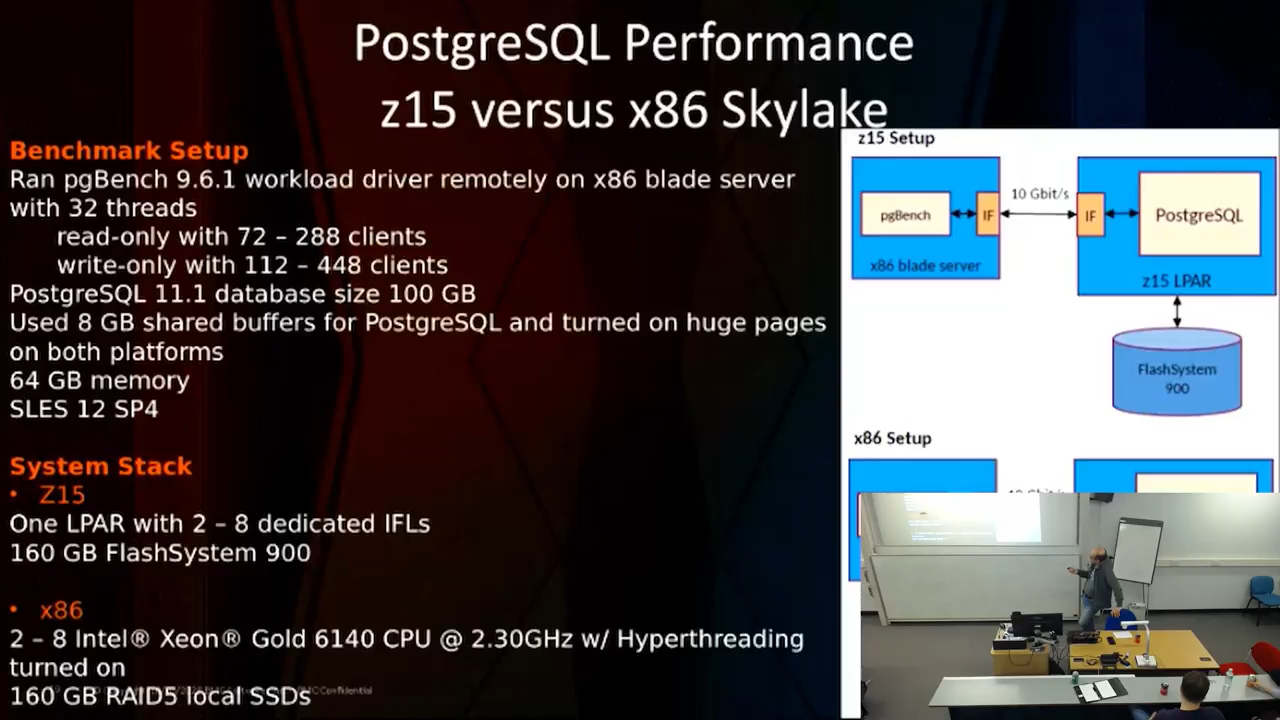 PostgreSQL Performance
z15 versus x86 Skylake
Benchmark Setup
Ran pgBench 9.6.1 workload driver remotely on x86 blade server
with 32 threads
read-only with 72 – 288 clients
write-only with 112 – 448 clients
PostgreSQL 11.1 database size 100 GB
Used 8 GB shared buffers for PostgreSQL and turned on huge pages
on both platforms
64 GB memory
SLES 12 SP4
System Stack
• Z15
One LPAR with 2 – 8 dedicated IFLs
160 GB FlashSystem 900
• x86
2 – 8 Intel® Xeon® Gold 6140 CPU @ 2.30GHz w/ Hyperthreading
turned on
160 GB RAID5 local SSDs
Confidential
z15 Setup
pgBench
IF
10 Gbit/s
IF
PostgreSQL
x86 blade server
z15 LPAR
FlashSystem
900
x86 Setup